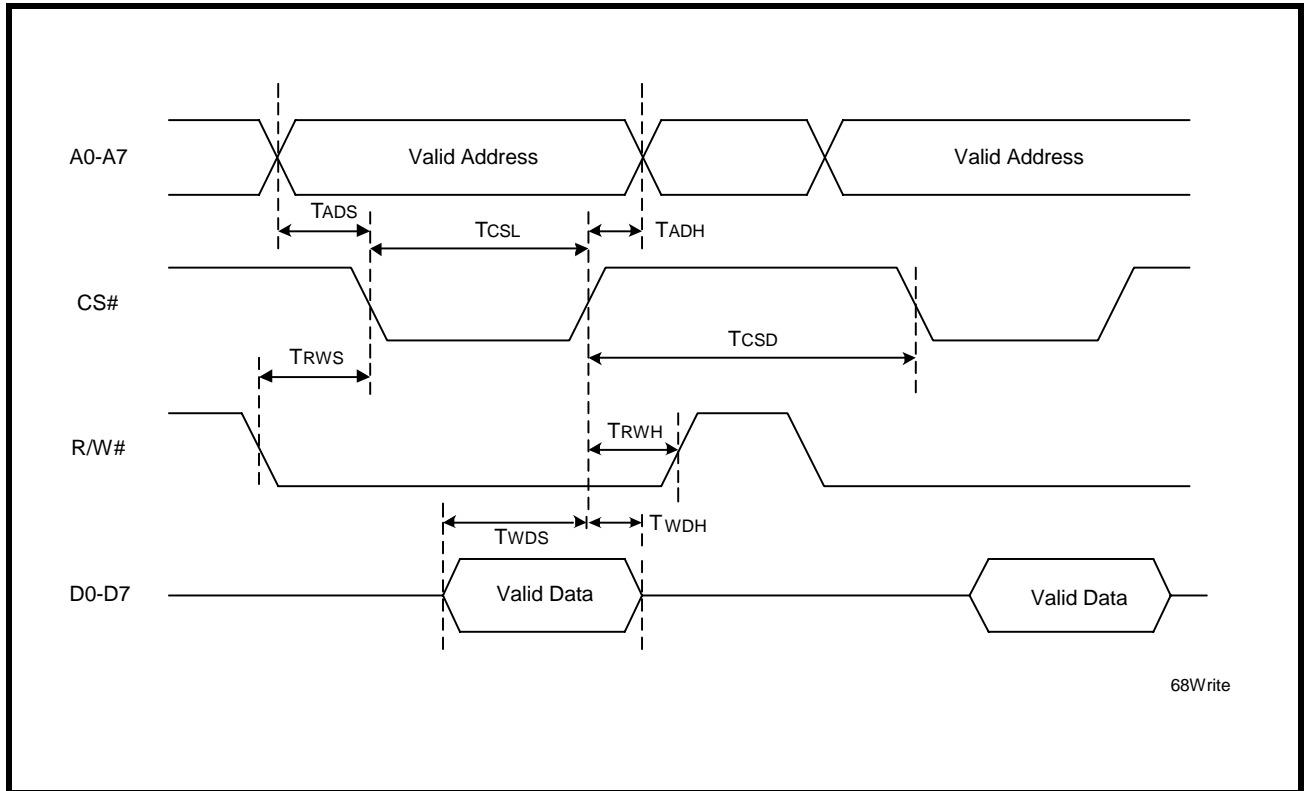 A0-A7
Valid Address
Valid Address
TADS
TCSL
TADH
CS#
TCSD
TRWS
R/W#
TRWH
TWDS
TWDH
D0-D7
Valid Data
Valid Data
68Write